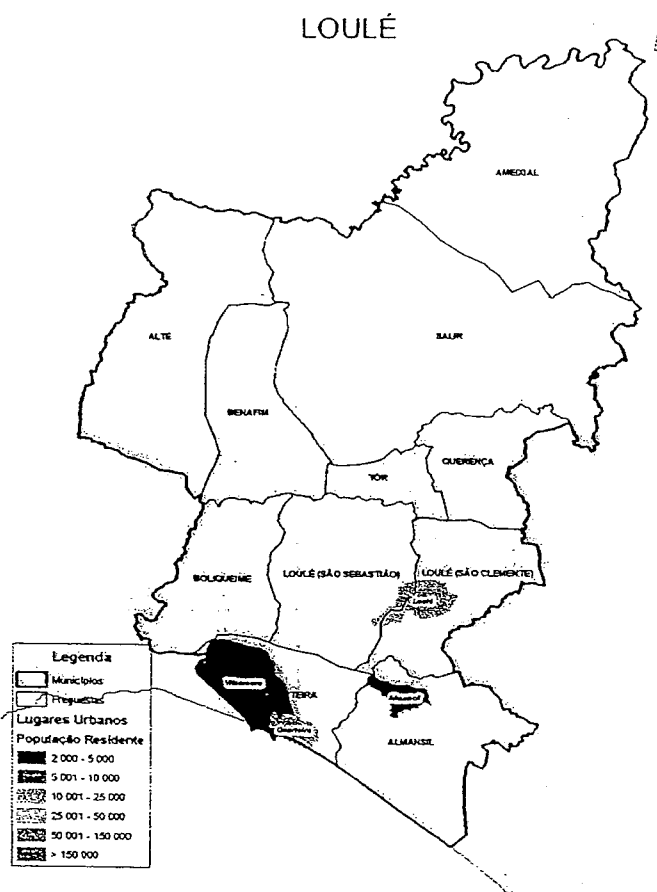 LOULÉ
AMEIXIAL
ALTE
SALIR
BENAFIM
QUERENÇA
TÔR
BOLIQUEIME
LOULÉ (SÃO SEBASTIÃO)
LOULÉ (SÃO CLEMENTE)
Loulé
Vilamoura
TEIRA
Almancil
Quarteira
ALMANSIL
Legenda
Municípios
Freguesias
Lugares Urbanos
População Residente
2 000 - 5 000
5 001 - 10 000
10 001 - 25 000
25 001 - 50 000
50 001 - 150 000
> 150 000